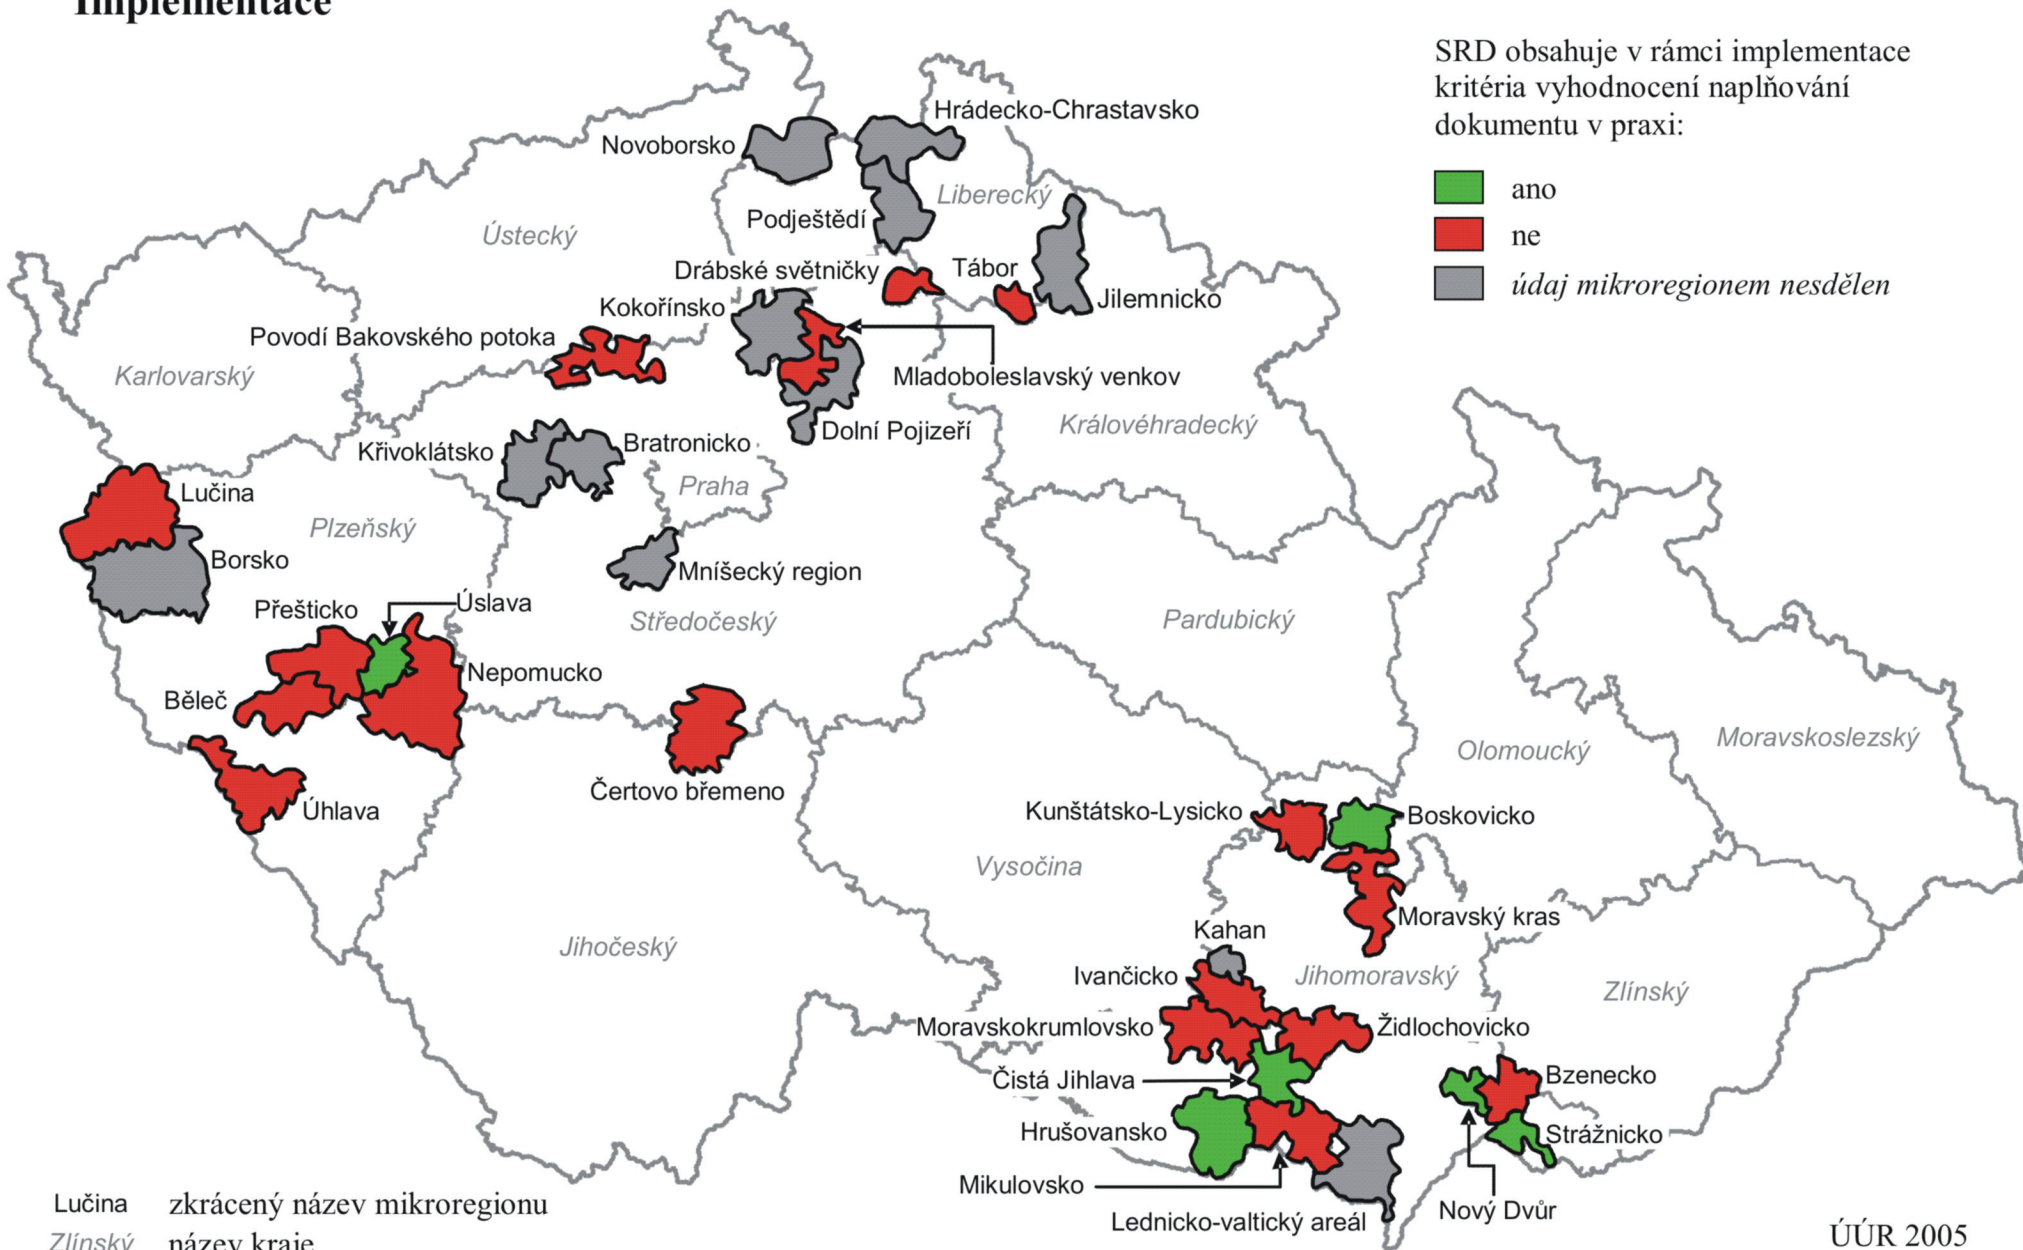 Implementace
SRD obsahuje v rámci implementace
kritéria vyhodnocení naplňování
dokumentu v praxi:
ano
ne
údaj mikroregionem nesdělen
Hrádecko-Chrastavsko
Novoborsko
Liberecký
Podještědí
Ústecký
Drábské světničky
Tábor
Jilemnicko
Kokořínsko
Povodí Bakovského potoka
Karlovarský
Mladoboleslavský venkov
Královéhradecký
Dolní Pojizeří
Křivoklátsko
Bratronicko
Praha
Lučina
Plzeňský
Borsko
Mníšecký region
Přešticko
Úslava
Středočeský
Pardubický
Nepomucko
Běleč
Moravskoslezský
Olomoucký
Čertovo břemeno
Úhlava
Kunštátsko-Lysicko
Boskovicko
Vysočina
Moravský kras
Kahan
Jihočeský
Ivančicko
Jihomoravský
Zlínský
Moravskokrumlovsko
Židlochovicko
Čistá Jihlava
Bzenecko
Hrušovansko
Strážnicko
Mikulovsko
Nový Dvůr
Lednicko-valtický areál
Lučina zkrácený název mikroregionu
Zlínský název kraje
ÚÚR 2005